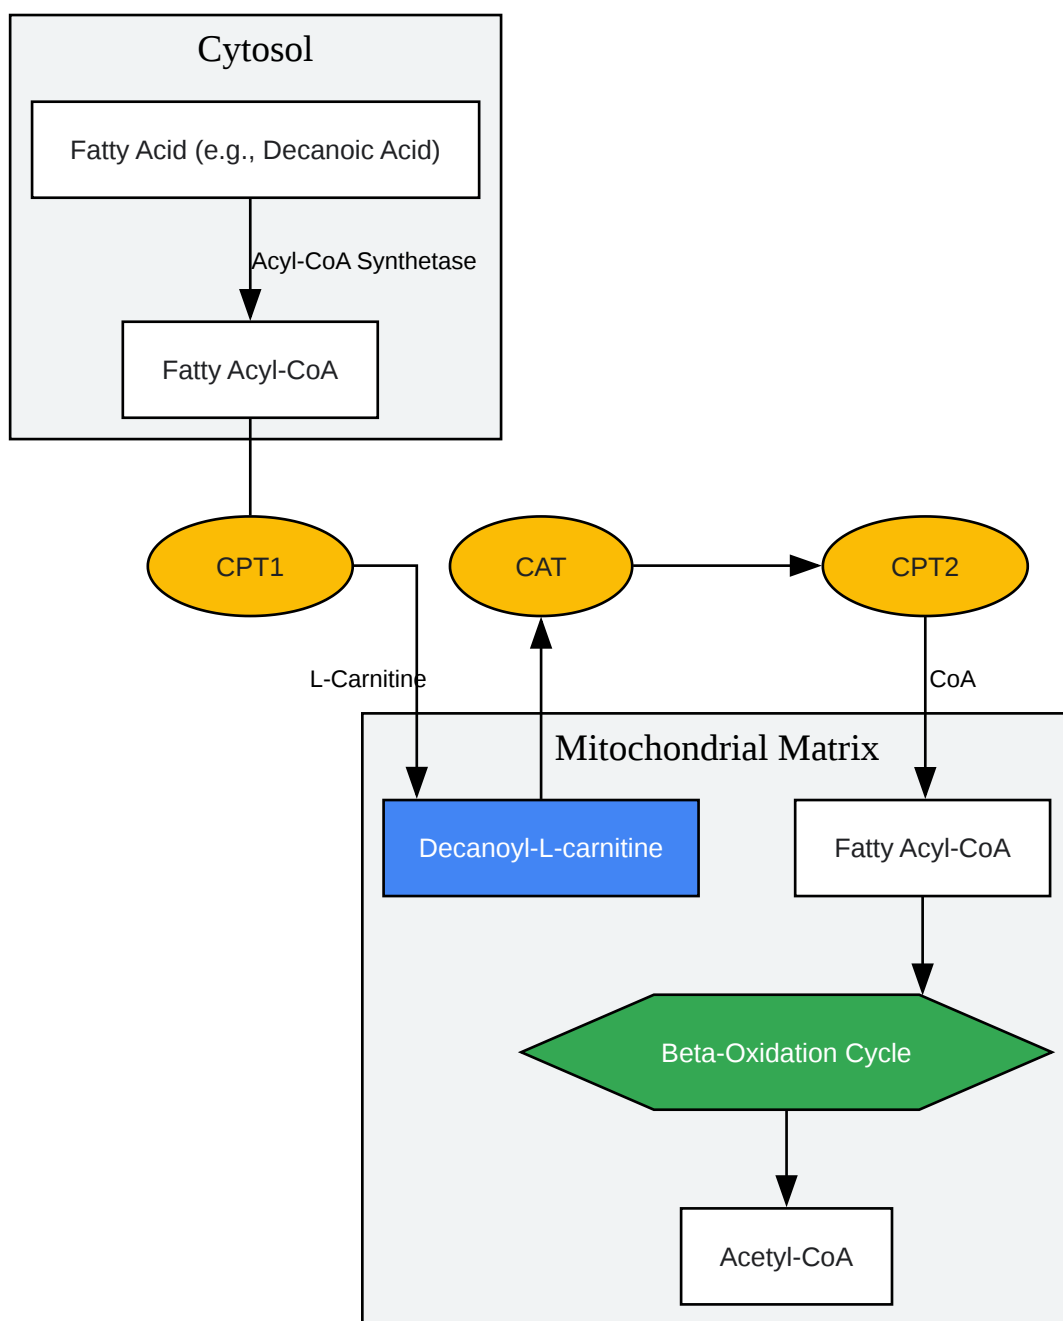 Cytosol
Fatty Acid (e.g., Decanoic Acid)
Acyl-CoA Synthetase
Fatty Acyl-CoA
CPT1
CAT
CPT2
L-Carnitine
CoA
Mitochondrial Matrix
Decanoyl-L-carnitine
Fatty Acyl-CoA
Beta-Oxidation Cycle
Acetyl-CoA